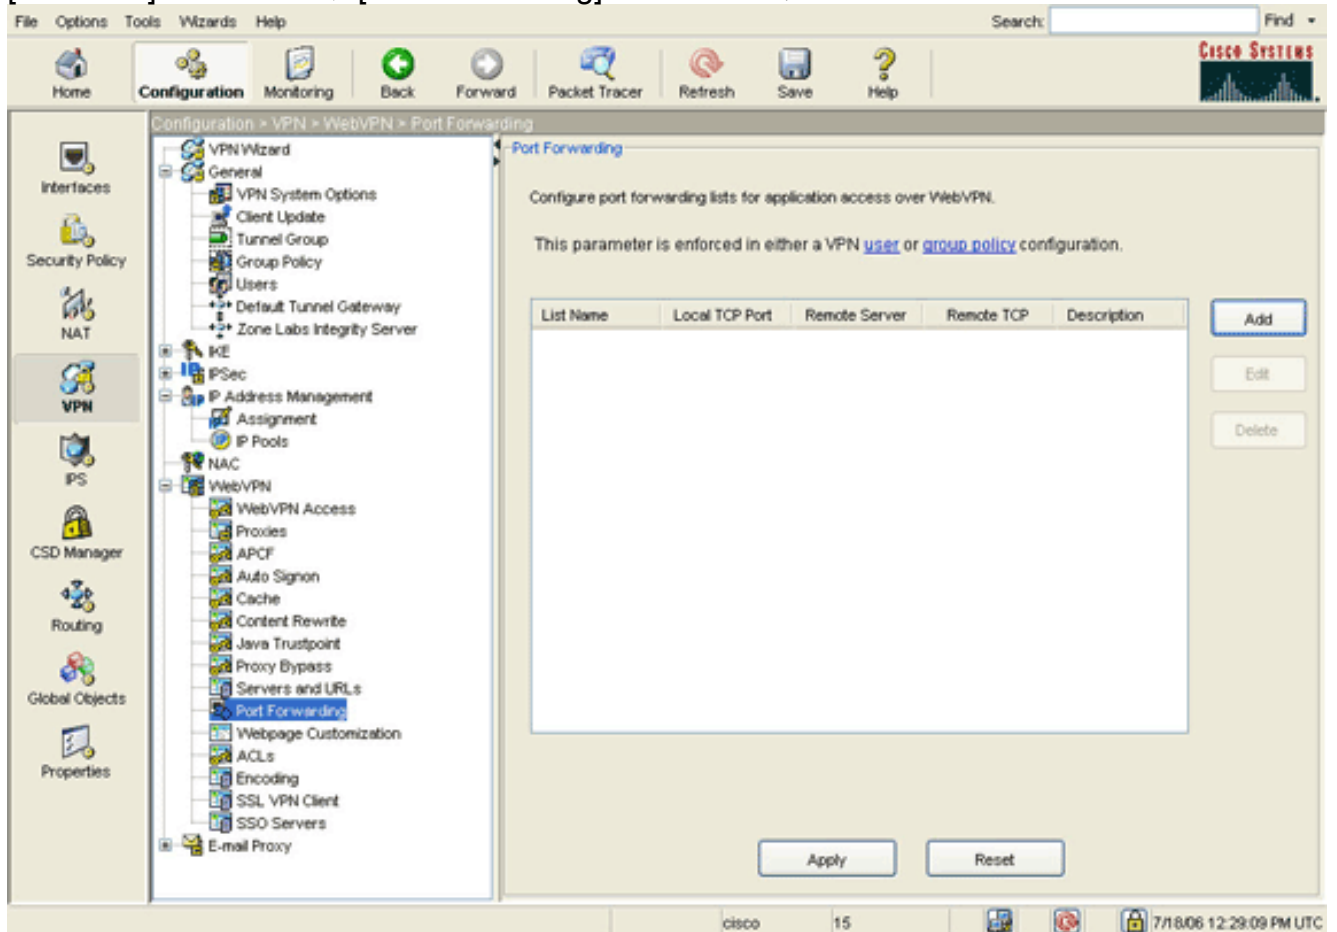 File Options Tools Wizards Help Search: Find
Home Configuration Monitoring Back Forward Packet Tracer Refresh Save Help
CISCO SYSTEMS
Configuration > VPN > WebVPN > Port Forwarding
Interfaces
Security Policy
NAT
VPN
IPS
CSD Manager
Routing
Global Objects
Properties
VPN Wizard
General
VPN System Options
Client Update
Tunnel Group
Group Policy
Users
Default Tunnel Gateway
Zone Labs Integrity Server
IKE
IPSec
IP Address Management
Assignment
IP Pools
NAC
WebVPN
WebVPN Access
Proxies
APCF
Auto Signon
Cache
Content Rewrite
Java Trustpoint
Proxy Bypass
Servers and URLs
Port Forwarding
Webpage Customization
ACLs
Encoding
SSL VPN Client
SSO Servers
E-mail Proxy
Port Forwarding
Configure port forwarding lists for application access over WebVPN.
This parameter is enforced in either a VPN user or group policy configuration.
List Name Local TCP Port Remote Server Remote TCP Description
Add
Edit
Delete
Apply Reset
cisco 15 7/18/06 12:29:09 PM UTC